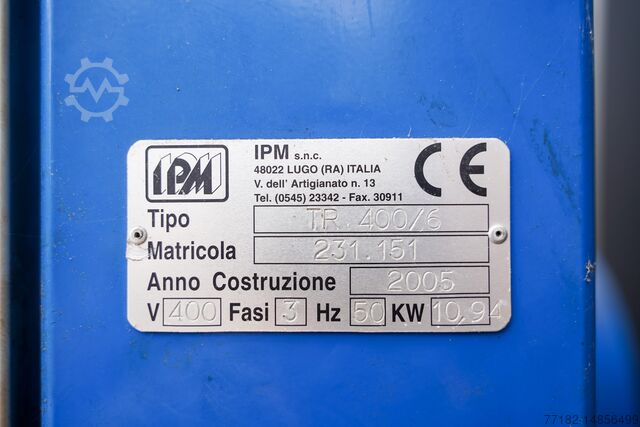 IPM
IPM s.n.c.
48022 LUGO (RA) ITALIA
V. dell' Artigianato n. 13
Tel. (0545) 23342 - Fax. 30911
CE
Tipo TR 400/6
Matricola 231.151
Anno Costruzione 2005
V 400 Fasi 3 Hz 50 KW 10,94
77182-14856499